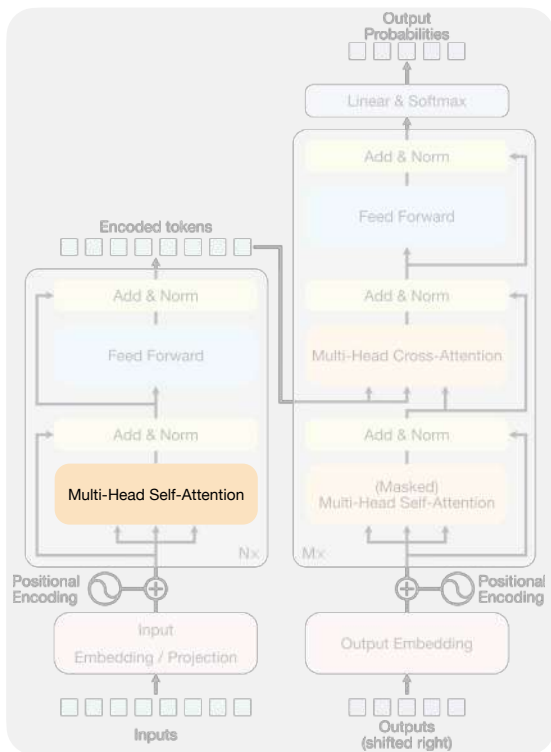 Output
Probabilities
Linear & Softmax
Add & Norm
Feed Forward
Add & Norm
Multi-Head Cross-Attention
Add & Norm
(Masked)
Multi-Head Self-Attention
M×
Positional
Encoding
Output Embedding
Outputs
(shifted right)
Encoded tokens
Add & Norm
Feed Forward
Add & Norm
Multi-Head Self-Attention
N×
Positional
Encoding
Input
Embedding / Projection
Inputs